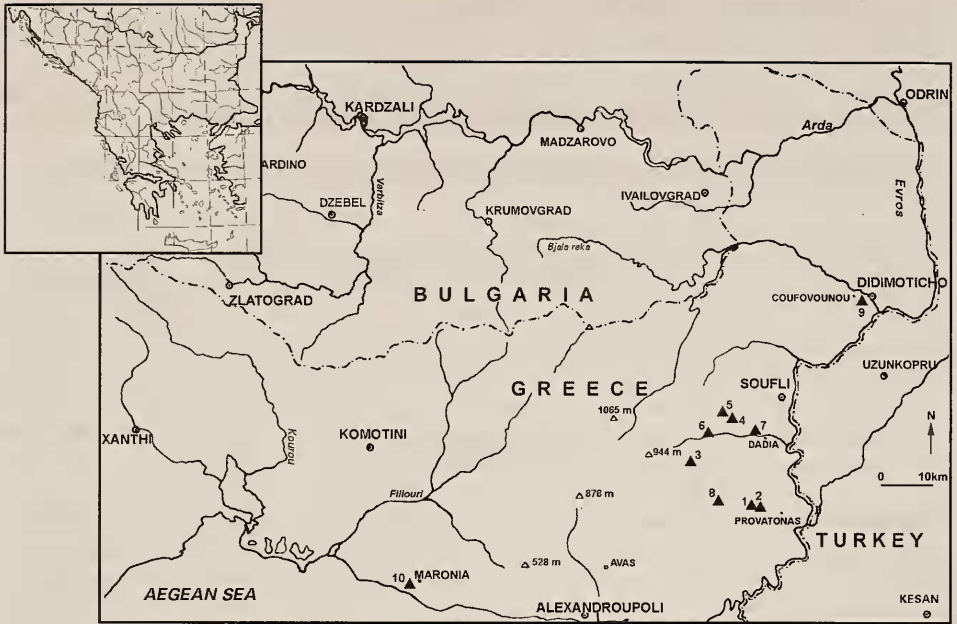 ODRIN
KARDZALI
Arda
MADZAROVO
ARDINO
IVAILOVGRAD
Varbitza
DZEBEL
KRUMOVGRAD
Evros
Bjala reka
DIDIMOTICHO
COUFOVOUNOU
9
ZLATOGRAD
BULGARIA
UZUNKOPRU
SOUFLI
GREECE
1065 m
5
4
7
6
DADIA
N
XANTHI
KOMOTINI
944 m
3
0 10km
Filiouri
876 m
8
1 2
PROVATONAS
TURKEY
528 m
AVAS
10 MARONIA
AEGEAN SEA
ALEXANDROUPOLI
KESAN